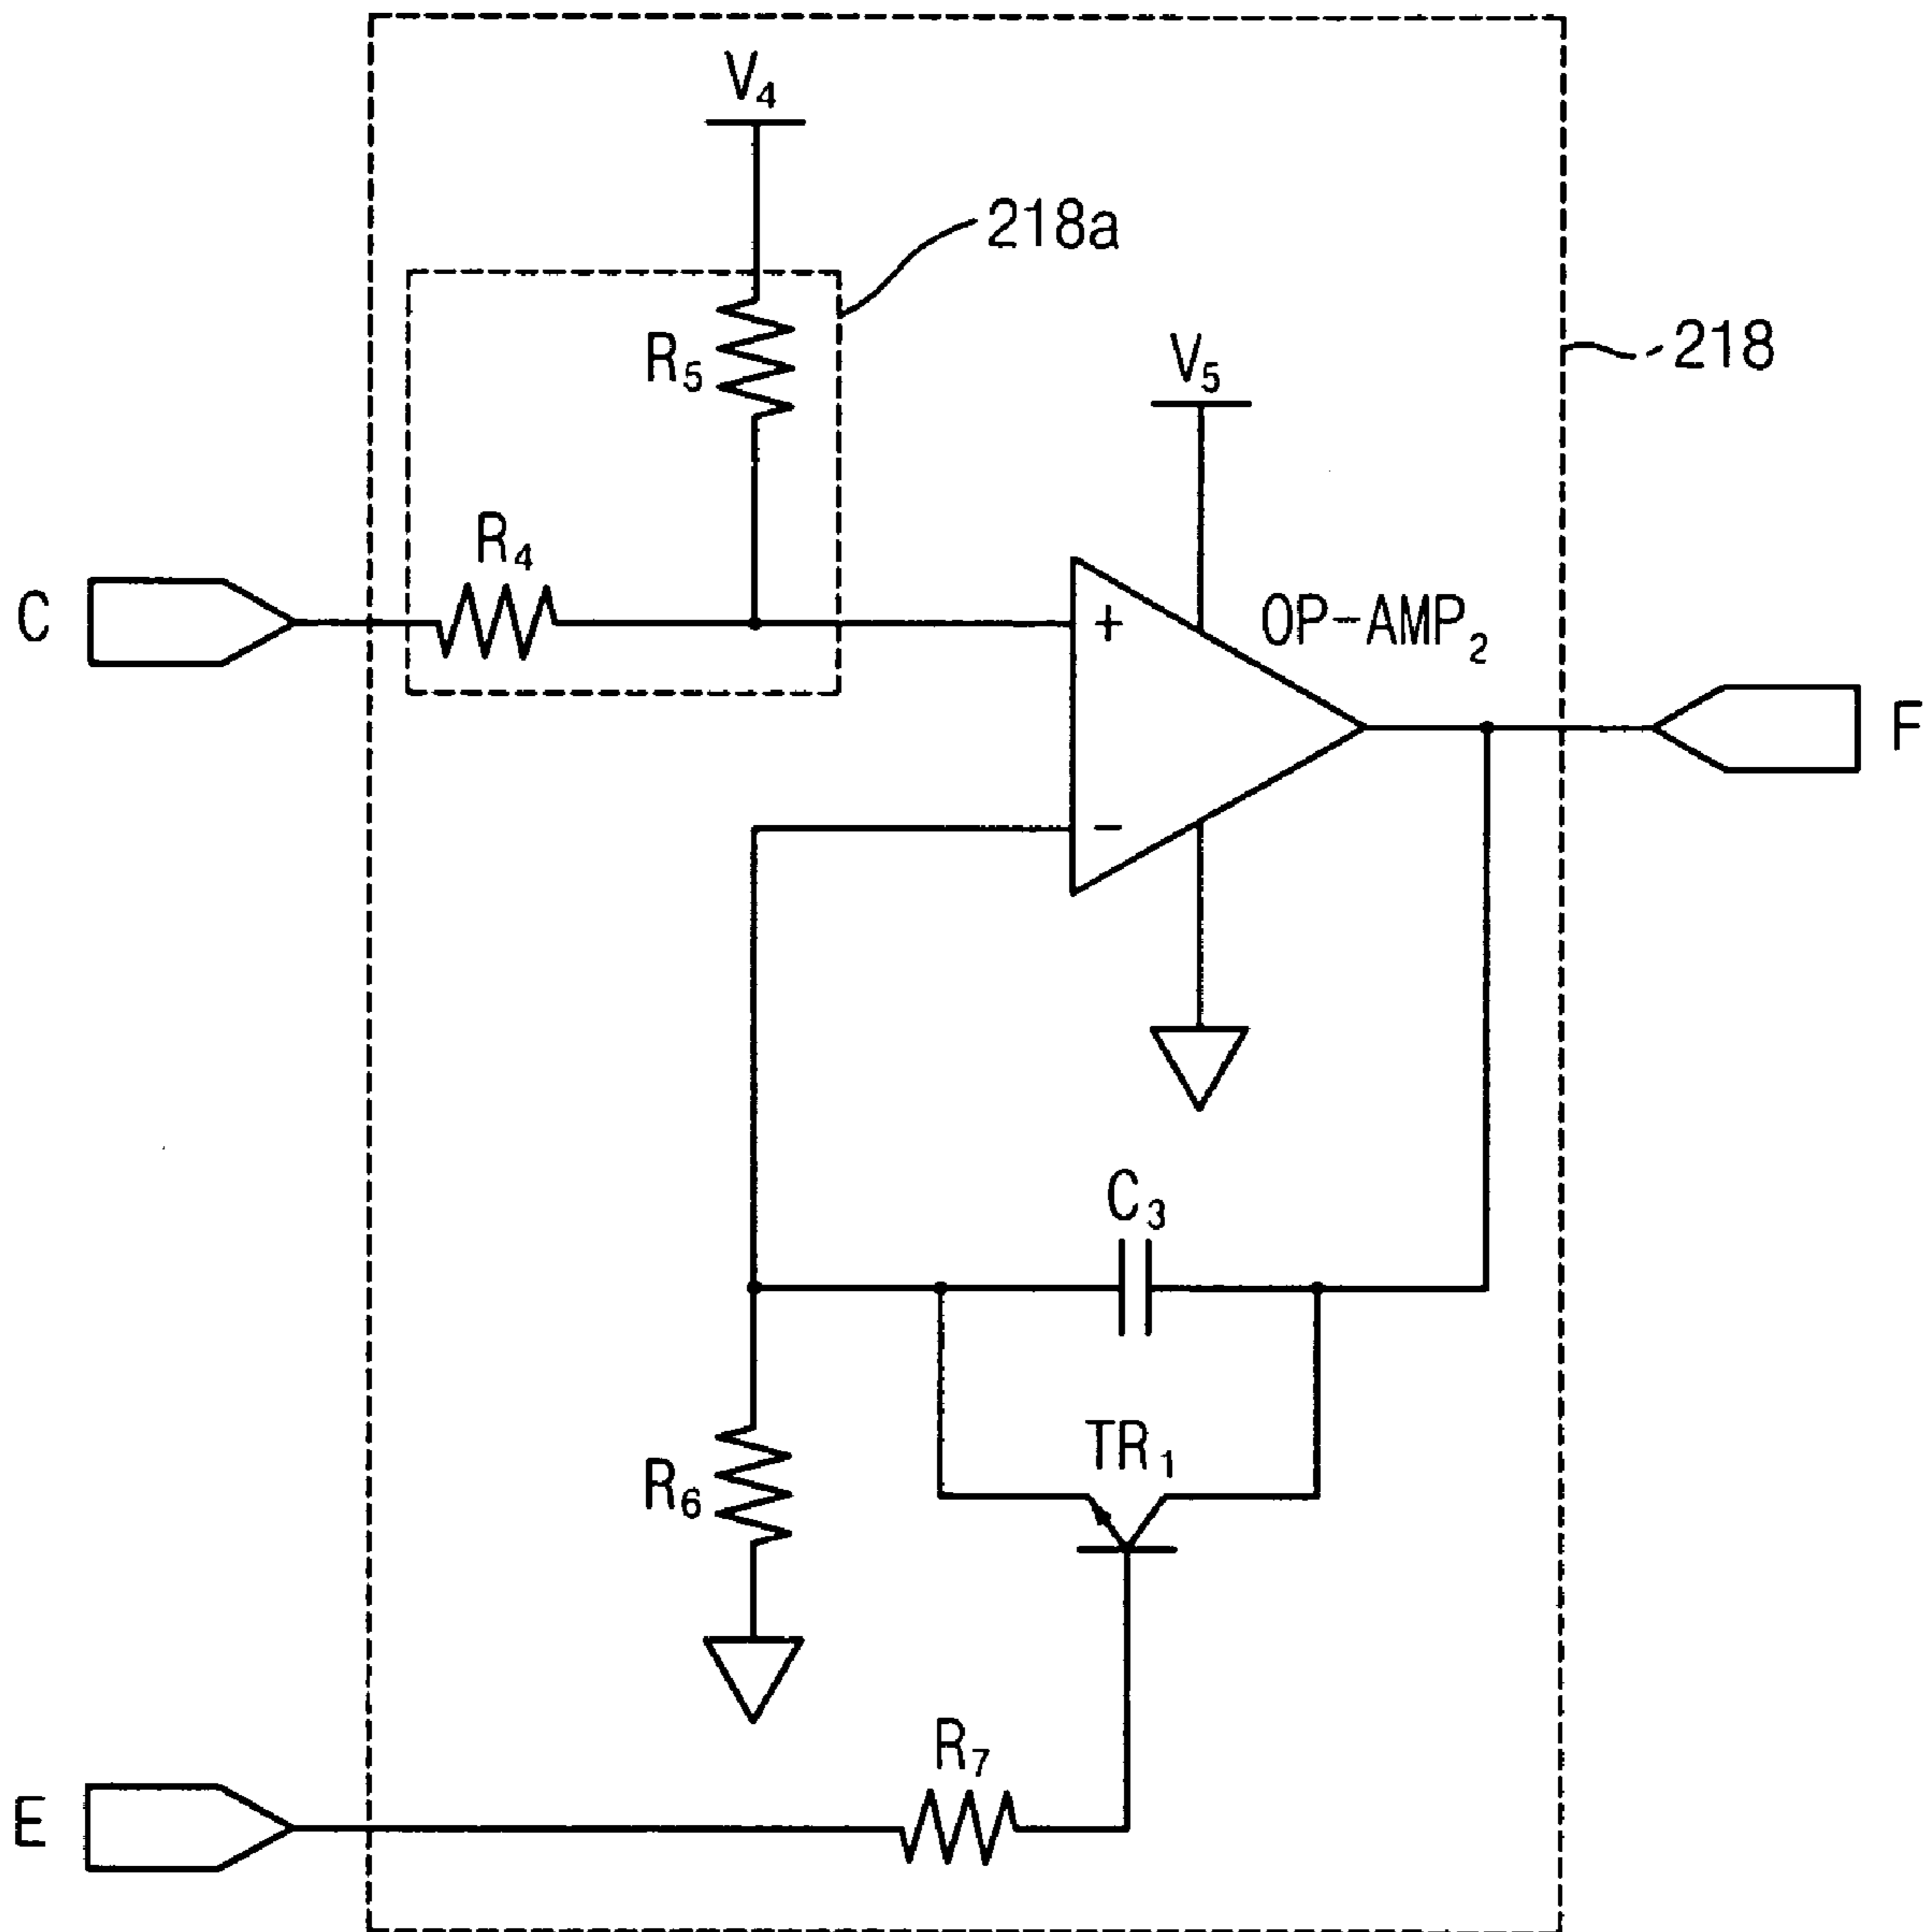 V₄
218a
R₅
V₅
218
R₄
C
+
OP-AMP₂
F
−
C₃
TR₁
R₆
R₇
E